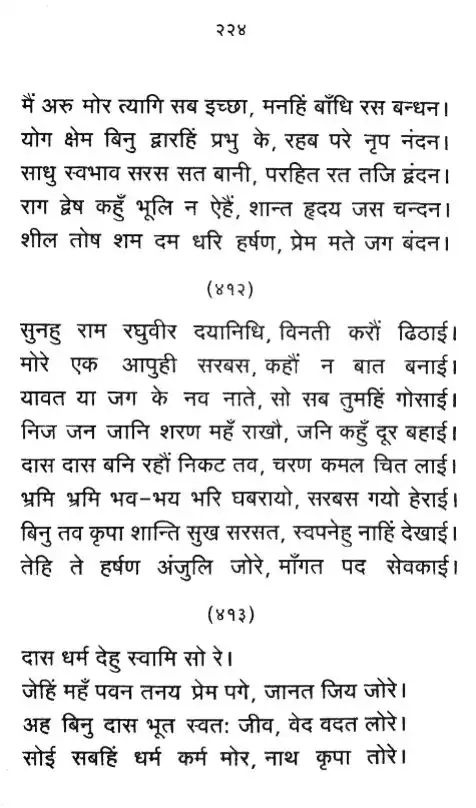 २२४
मैं अरु मोर त्यागि सब इच्छा, मनहिं बाँधि रस बन्धन।
योग क्षेम बिनु द्वारहिं प्रभु के, रहब परे नृप नंदन।
साधु स्वभाव सरस सत बानी, परहित रत तजि द्वंदन।
राग द्वेष कहुँ भूलि न ऐहैं, शान्त हृदय जस चन्दन।
शील तोष शम दम धरि हर्षण, प्रेम मते जग बंदन।
(४१२)
सुनहु राम रघुवीर दयानिधि, विनती करौं ढिठाई।
मोरे एक आपुही सरबस, कहौं न बात बनाई।
यावत या जग के नव नाते, सो सब तुमहिं गोसाई।
निज जन जानि शरण महँ राखौ, जनि कहुँ दूर बहाई।
दास दास बनि रहौं निकट तव, चरण कमल चित लाई।
भ्रमि भ्रमि भव-भय भरि घबरायो, सरबस गयो हेराई।
बिनु तव कृपा शान्ति सुख सरसत, स्वपनेहु नाहिं देखाई।
तेहि ते हर्षण अंजुलि जोरे, माँगत पद सेवकाई।
(४१३)
दास धर्म देहु स्वामि सो रे।
जेहिं महँ पवन तनय प्रेम पगे, जानत जिय जोरे।
अह बिनु दास भूत स्वतः जीव, वेद वदत लोरे।
सोई सबहिं धर्म कर्म मोर, नाथ कृपा तोरे।